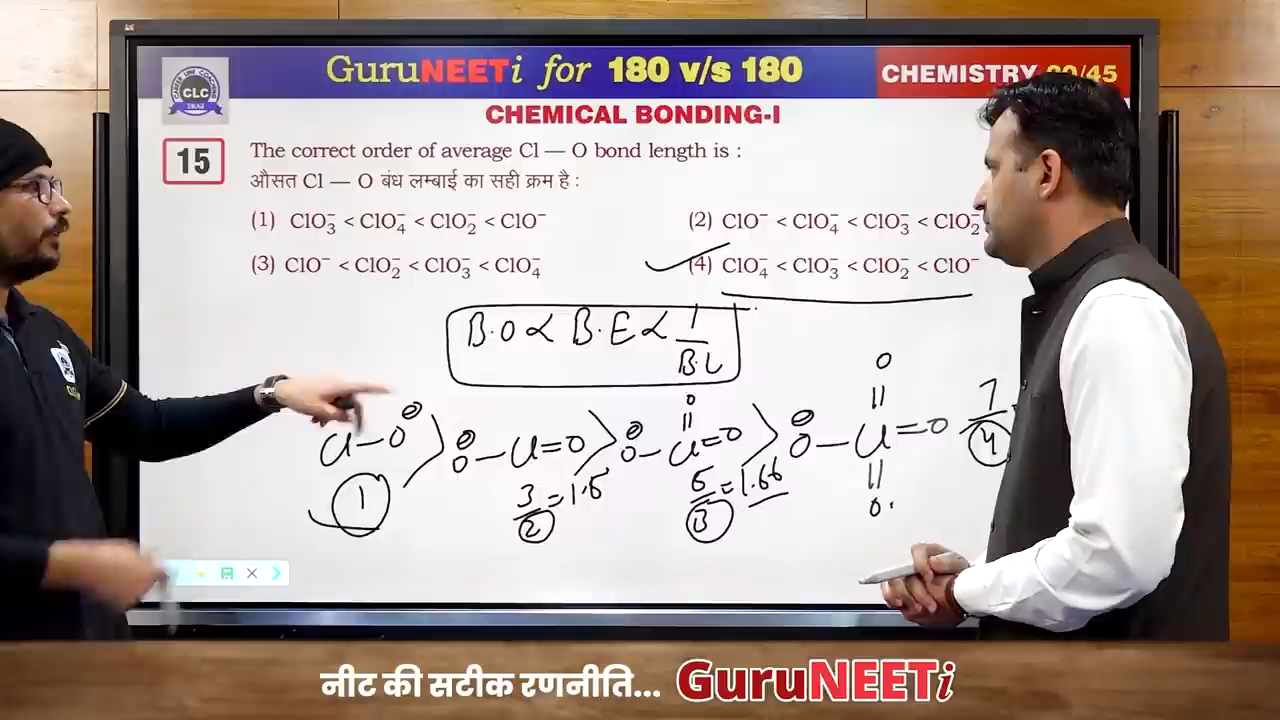 GuruNEETi for 180 v/s 180
CHEMISTRY 20/45
CLC
CHEMICAL BONDING-I
15 The correct order of average Cl — O bond length is :
औसत Cl — O बंध लम्बाई का सही क्रम है :
(1) ClO₃⁻ < ClO₄⁻ < ClO₂⁻ < ClO⁻ (2) ClO⁻ < ClO₄⁻ < ClO₃⁻ < ClO₂⁻
(3) ClO⁻ < ClO₂⁻ < ClO₃⁻ < ClO₄⁻ (4) ClO₄⁻ < ClO₃⁻ < ClO₂⁻ < ClO⁻
B.O ∝ B.E ∝ 1/B.L
Cl–O⊖ > ⊖O–Cl=O > ⊖O–Cl(=O)=O > ⊖O–Cl(=O)(=O)=O 7/4
1 3/2=1.5 5/3=1.66
नीट की सटीक रणनीति... GuruNEETi